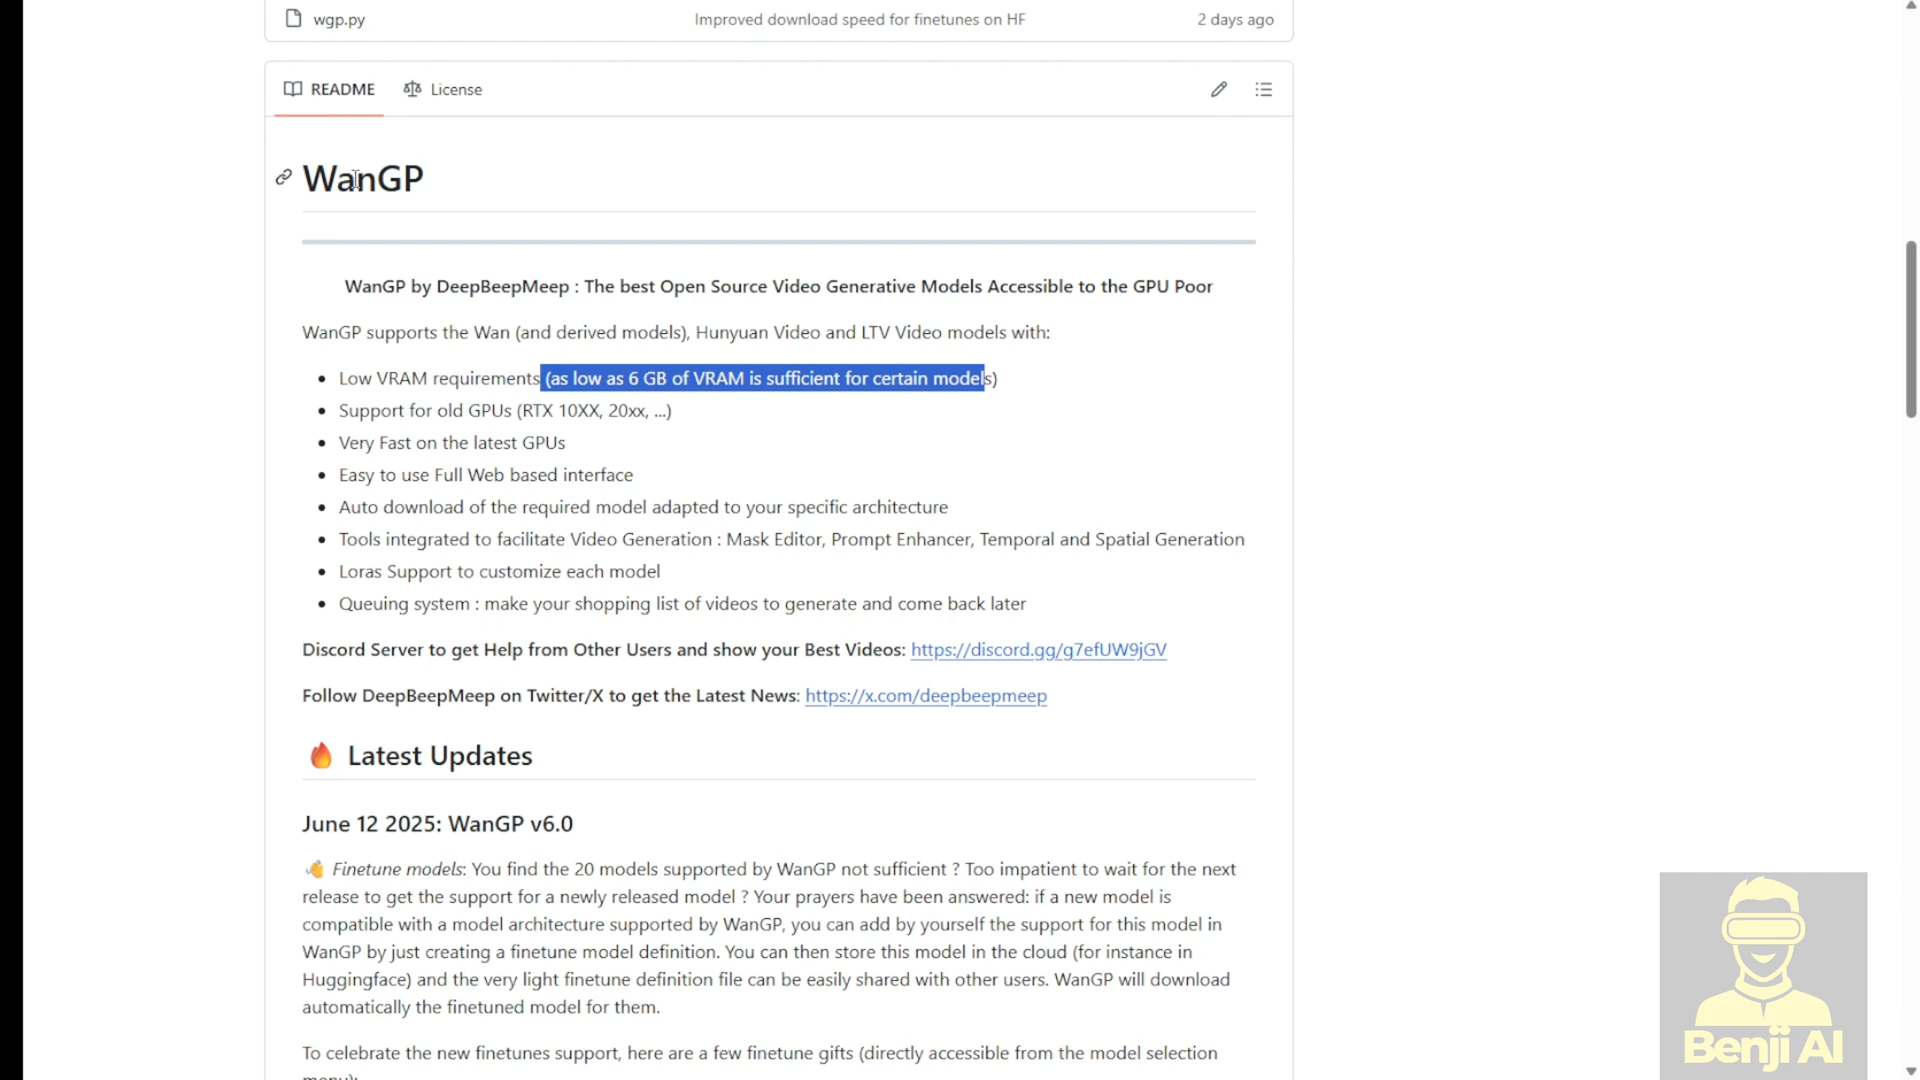 wgp.py Improved download speed for finetunes on HF 2 days ago
README License
WanGP
WanGP by DeepBeepMeep : The best Open Source Video Generative Models Accessible to the GPU Poor
WanGP supports the Wan (and derived models), Hunyuan Video and LTV Video models with:
• Low VRAM requirements (as low as 6 GB of VRAM is sufficient for certain models)
• Support for old GPUs (RTX 10XX, 20xx, ...)
• Very Fast on the latest GPUs
• Easy to use Full Web based interface
• Auto download of the required model adapted to your specific architecture
• Tools integrated to facilitate Video Generation : Mask Editor, Prompt Enhancer, Temporal and Spatial Generation
• Loras Support to customize each model
• Queuing system : make your shopping list of videos to generate and come back later
Discord Server to get Help from Other Users and show your Best Videos: https://discord.gg/g7efUW9jGV
Follow DeepBeepMeep on Twitter/X to get the Latest News: https://x.com/deepbeepmeep
🔥 Latest Updates
June 12 2025: WanGP v6.0
👋 Finetune models: You find the 20 models supported by WanGP not sufficient ? Too impatient to wait for the next
release to get the support for a newly released model ? Your prayers have been answered: if a new model is
compatible with a model architecture supported by WanGP, you can add by yourself the support for this model in
WanGP by just creating a finetune model definition. You can then store this model in the cloud (for instance in
Huggingface) and the very light finetune definition file can be easily shared with other users. WanGP will download
automatically the finetuned model for them.
To celebrate the new finetunes support, here are a few finetune gifts (directly accessible from the model selection
menu):
Benji AI